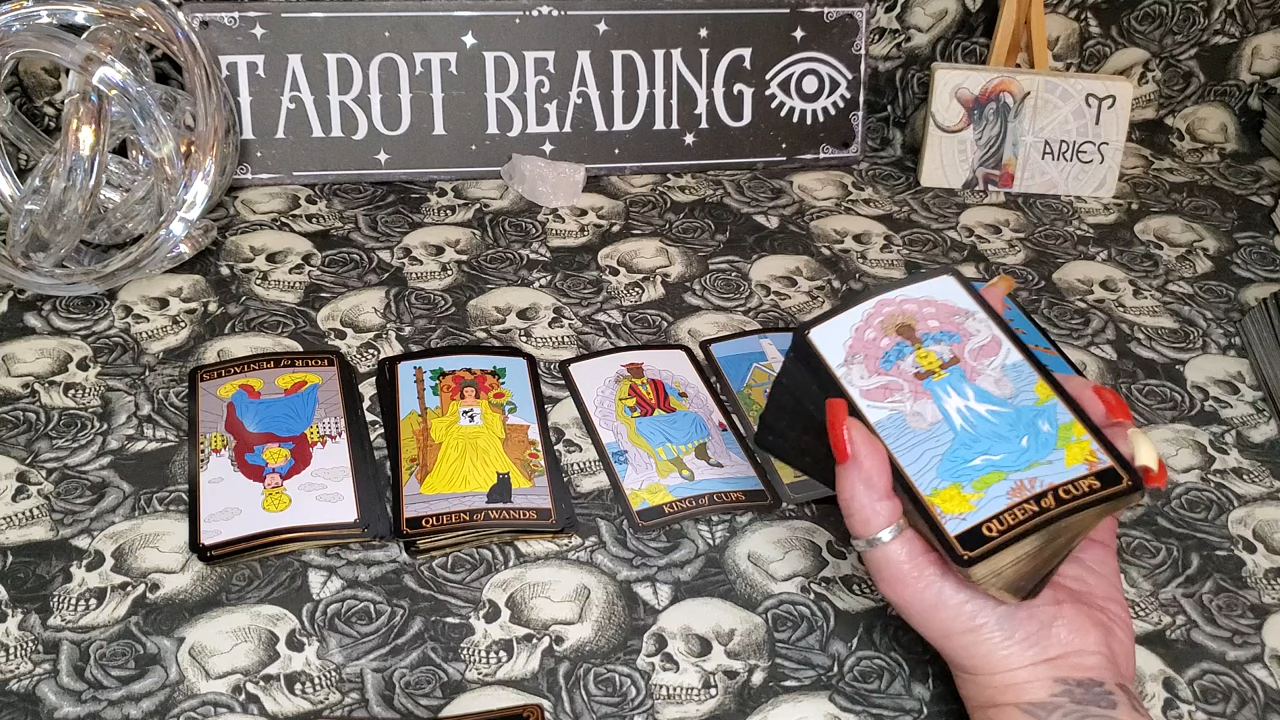 TAROT READING
ARIES
FOUR of PENTACLES
QUEEN of WANDS
KING of CUPS
QUEEN of CUPS